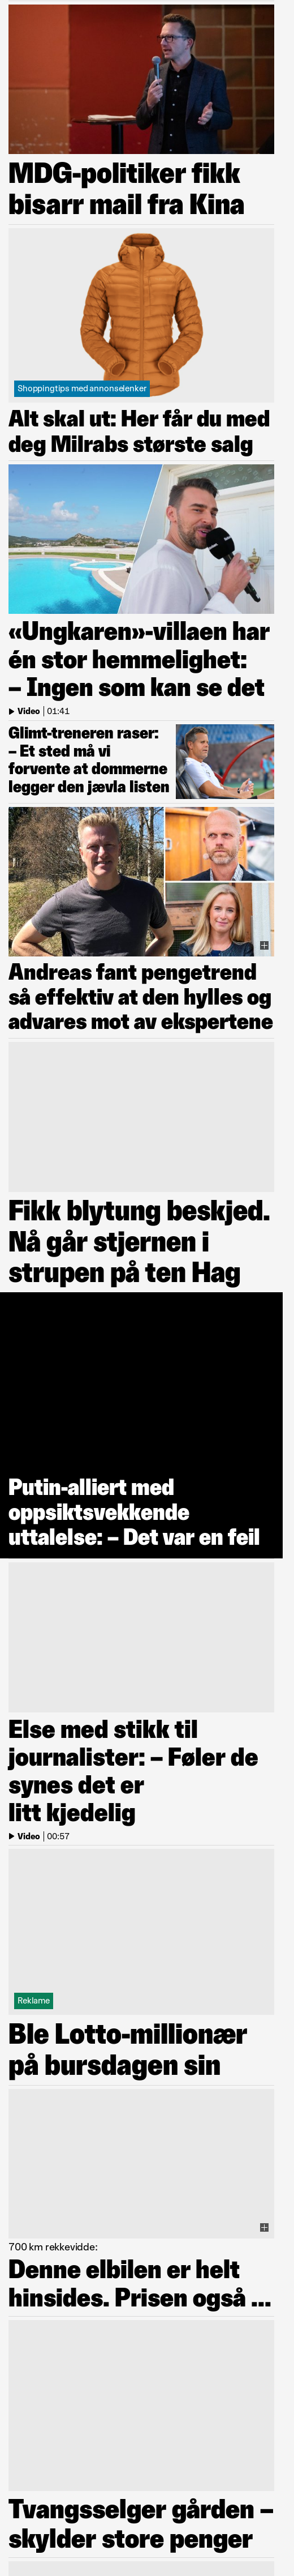 MDG-politiker fikk
bisarr mail fra Kina
Shoppingtips med annonselenker
Alt skal ut: Her får du med
deg Milrabs største salg
«Ungkaren»-villaen har
én stor hemmelighet:
– Ingen som kan se det
Video | 01:41
Glimt-treneren raser:
– Et sted må vi
forvente at dommerne
legger den jævla listen
Andreas fant pengetrend
så effektiv at den hylles og
advares mot av ekspertene
Fikk blytung beskjed.
Nå går stjernen i
strupen på ten Hag
Putin-alliert med
oppsiktsvekkende
uttalelse: – Det var en feil
Else med stikk til
journalister: – Føler de
synes det er
litt kjedelig
Video | 00:57
Reklame
Ble Lotto-millionær
på bursdagen sin
700 km rekkevidde:
Denne elbilen er helt
hinsides. Prisen også ...
Tvangsselger gården –
skylder store penger